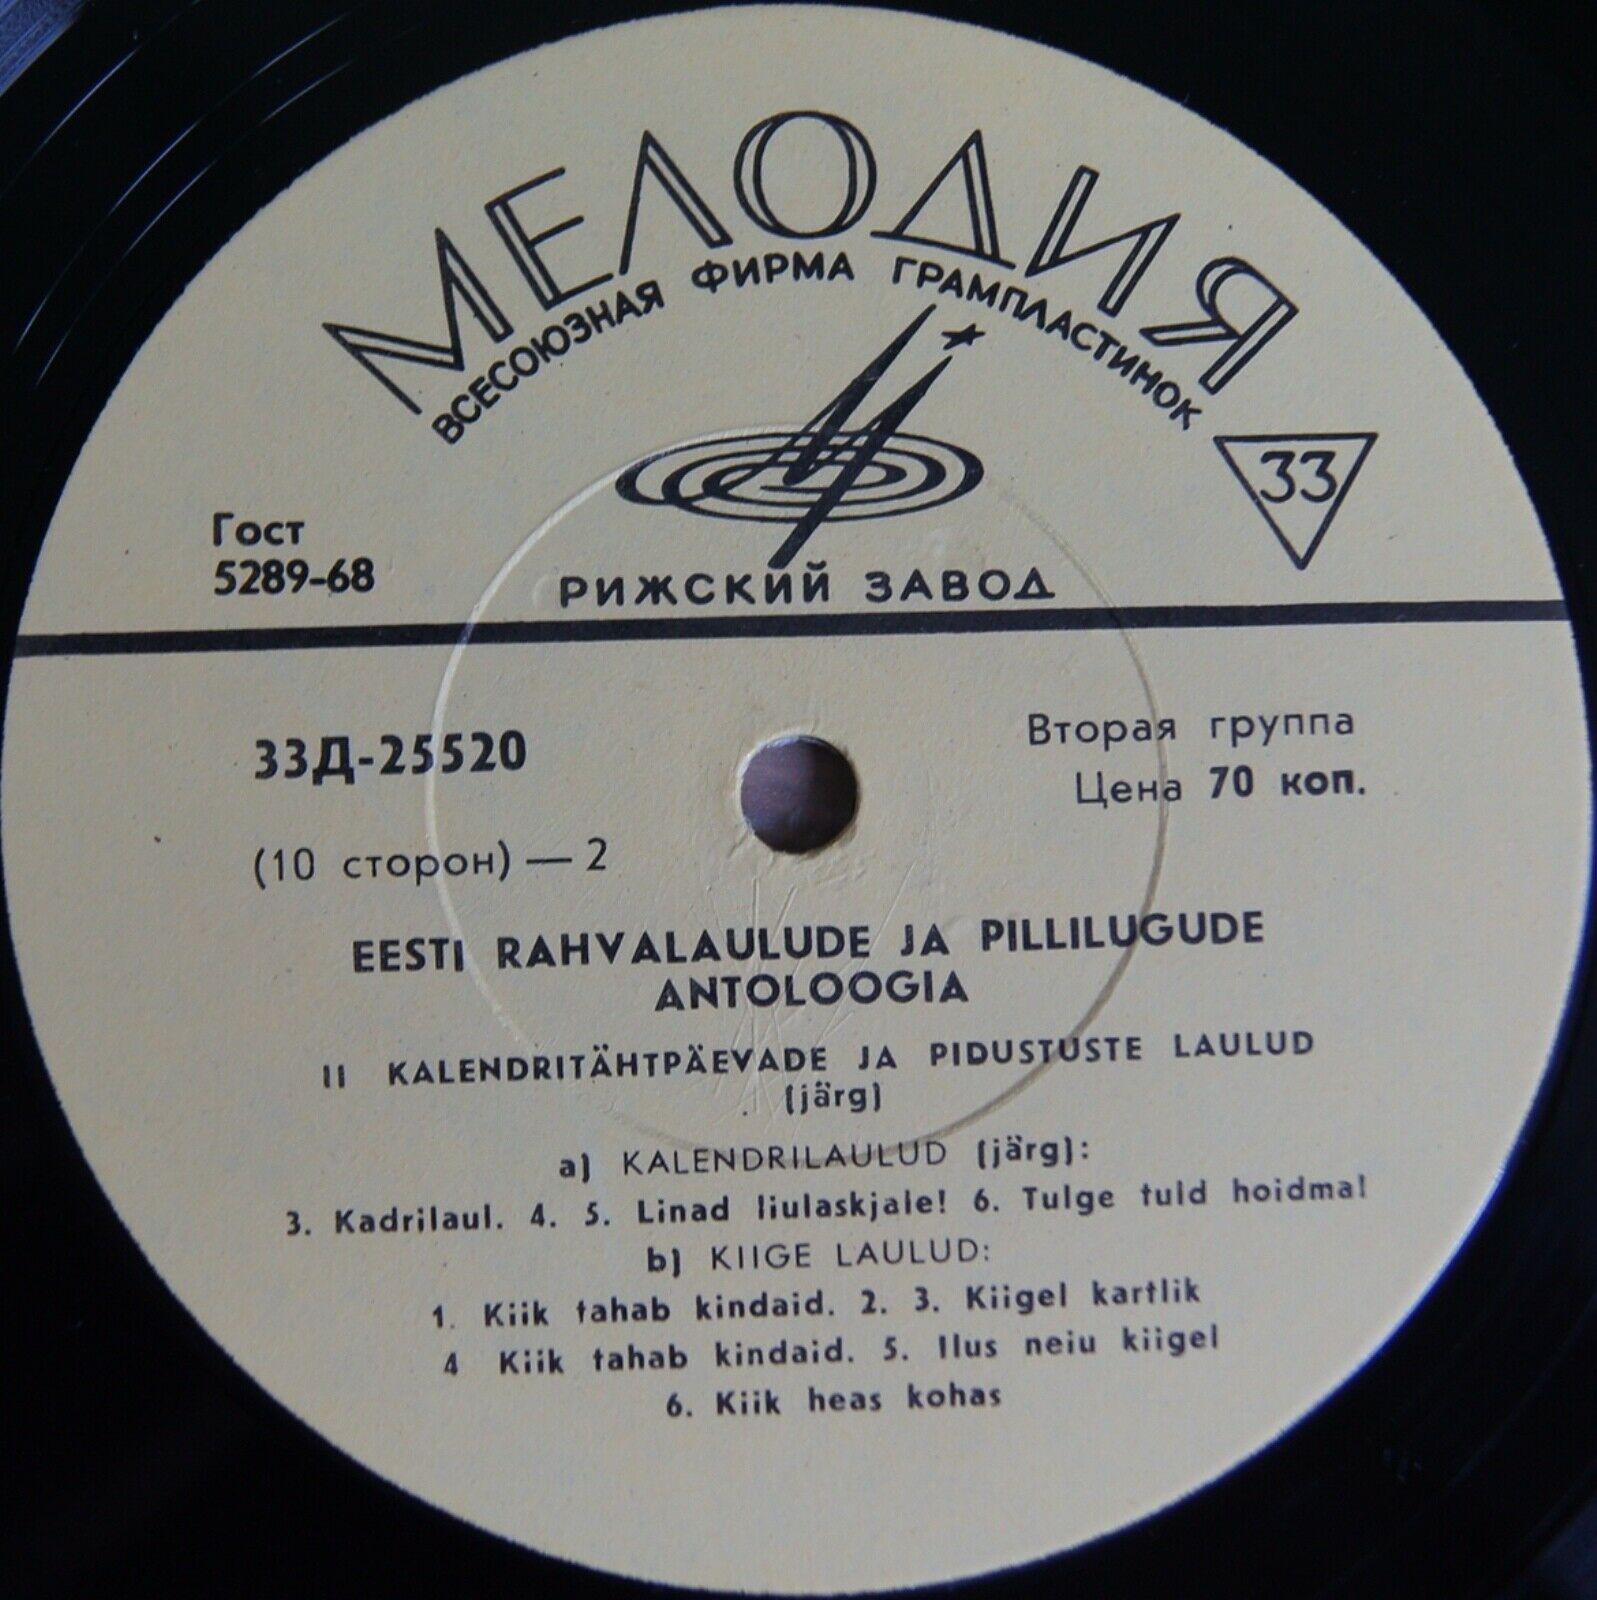 МЕЛОДИЯ
ВСЕСОЮЗНАЯ ФИРМА ГРАМПЛАСТИНОК
33
Гост
5289-68
РИЖСКИЙ ЗАВОД
33Д-25520
Вторая группа
Цена 70 коп.
(10 сторон) — 2
EESTI RAHVALAULUDE JA PILLILUGUDE
ANTOLOOGIA
II KALENDRITÄHTPÄEVADE JA PIDUSTUSTE LAULUD
(järg)
a) KALENDRILAULUD (järg):
3. Kadrilaul. 4. 5. Linad liulaskjale! 6. Tulge tuld hoidma!
b) KIIGE LAULUD:
1. Kiik tahab kindaid. 2. 3. Kiigel kartlik
4 Kiik tahab kindaid. 5. Ilus neiu kiigel
6. Kiik heas kohas